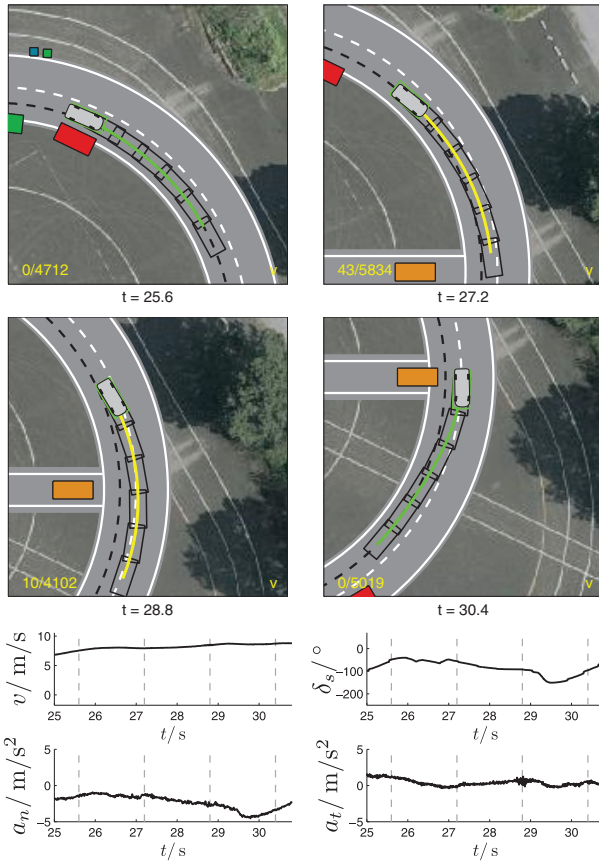 0/4712
v
t = 25.6
43/5834
v
t = 27.2
10/4102
v
t = 28.8
0/5019
v
t = 30.4
v/ m/s
10
5
0
25 26 27 28 29 30
t/ s
δs/°
0
−100
−200
25 26 27 28 29 30
t/ s
an/ m/s²
5
0
−5
25 26 27 28 29 30
t/ s
at/ m/s²
5
0
−5
25 26 27 28 29 30
t/ s